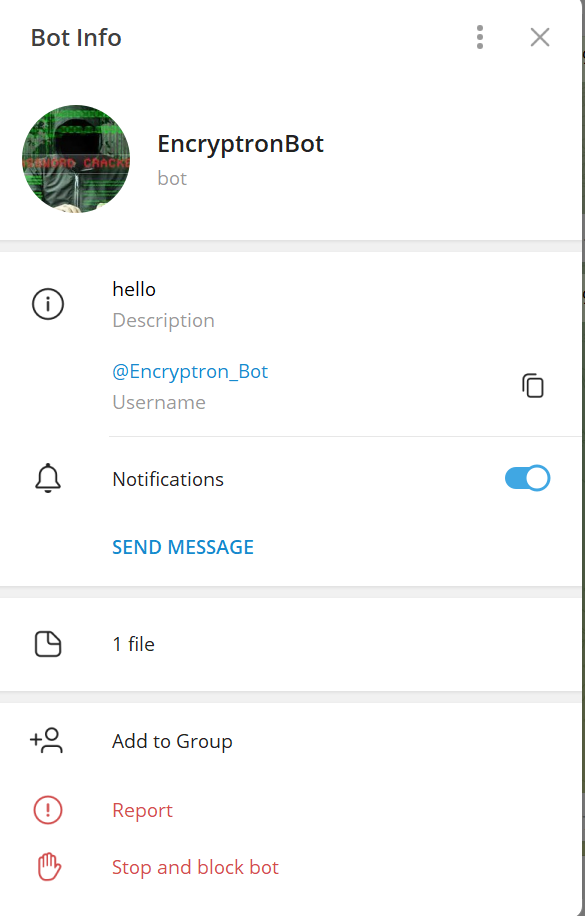 Bot Info
EncryptronBot
bot
hello
Description
@Encryptron_Bot
Username
Notifications
SEND MESSAGE
1 file
Add to Group
Report
Stop and block bot